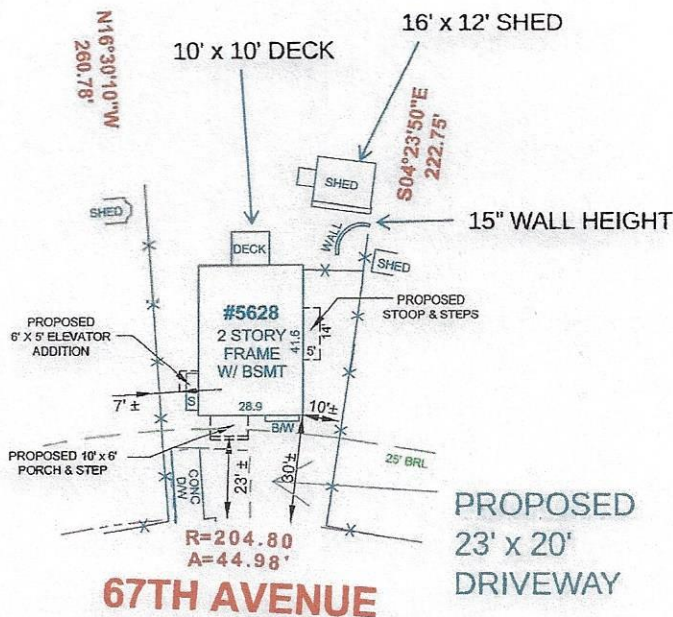 16' x 12' SHED
10' x 10' DECK
N16°30'10"W
260.78'
S04°23'50"E
222.75'
SHED
SHED
WALL
15" WALL HEIGHT
DECK
SHED
#5628
2 STORY
FRAME
W/ BSMT
41.6
28.9
PROPOSED
STOOP & STEPS
14'
5'
PROPOSED
6' X 5' ELEVATOR
ADDITION
S
7' ±
10'±
B/W
PROPOSED 10' x 6'
PORCH & STEP
25' BRL
CONC
D/W
23' ±
30'±
PROPOSED
23' x 20'
DRIVEWAY
R=204.80
A=44.98'
67TH AVENUE